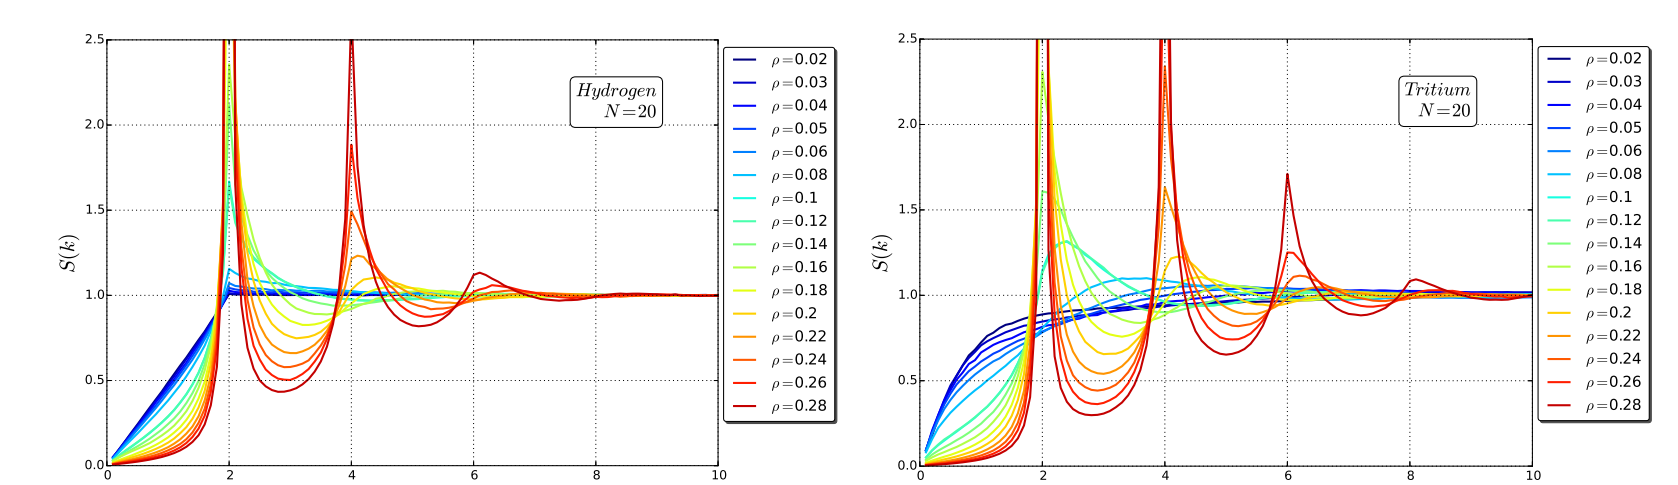 2.5
2.0
1.5
1.0
0.5
0.0
S(k)
0 2 4 6 8 10
Hydrogen
N=20
ρ=0.02
ρ=0.03
ρ=0.04
ρ=0.05
ρ=0.06
ρ=0.08
ρ=0.1
ρ=0.12
ρ=0.14
ρ=0.16
ρ=0.18
ρ=0.2
ρ=0.22
ρ=0.24
ρ=0.26
ρ=0.28
2.5
2.0
1.5
1.0
0.5
0.0
S(k)
0 2 4 6 8 10
Tritium
N=20
ρ=0.02
ρ=0.03
ρ=0.04
ρ=0.05
ρ=0.06
ρ=0.08
ρ=0.1
ρ=0.12
ρ=0.14
ρ=0.16
ρ=0.18
ρ=0.2
ρ=0.22
ρ=0.24
ρ=0.26
ρ=0.28